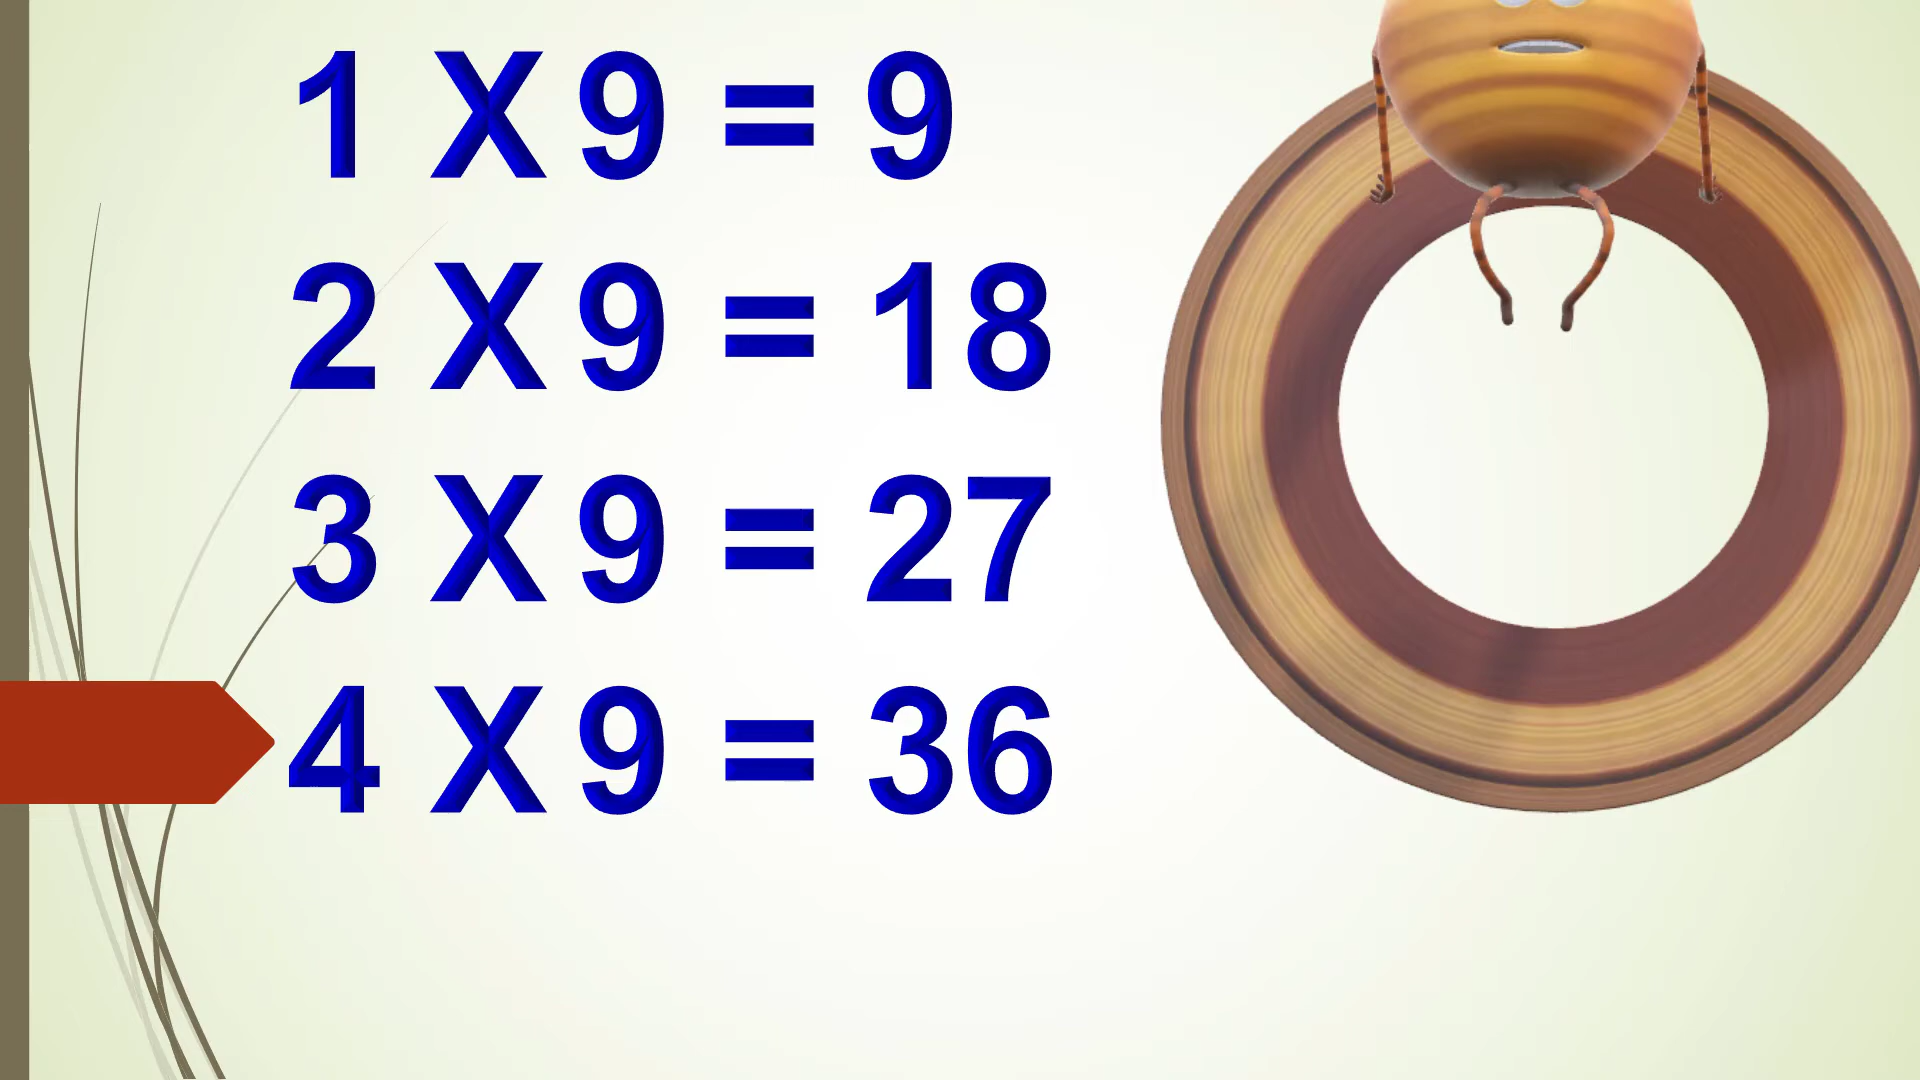 1 X 9 = 9
2 X 9 = 18
3 X 9 = 27
4 X 9 = 36